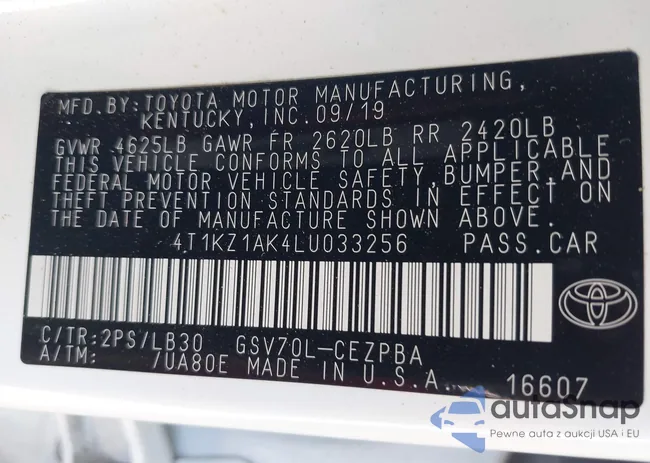 MFD.BY:TOYOTA MOTOR MANUFACTURING,
KENTUCKY, INC.09/19
GVWR 4625LB GAWR FR 2620LB RR 2420LB
THIS VEHICLE CONFORMS TO ALL APPLICABLE
FEDERAL MOTOR VEHICLE SAFETY,BUMPER,AND
THEFT PREVENTION STANDARDS IN EFFECT ON
THE DATE OF MANUFACTURE SHOWN ABOVE.
4T1KZ1AK4LU033256 PASS.CAR
C/TR:2PS/LB30 GSV70L-CEZPBA
A/TM: /UA80E MADE IN U.S.A. 16607
autoSnap
Pewne auta z aukcji USA i EU